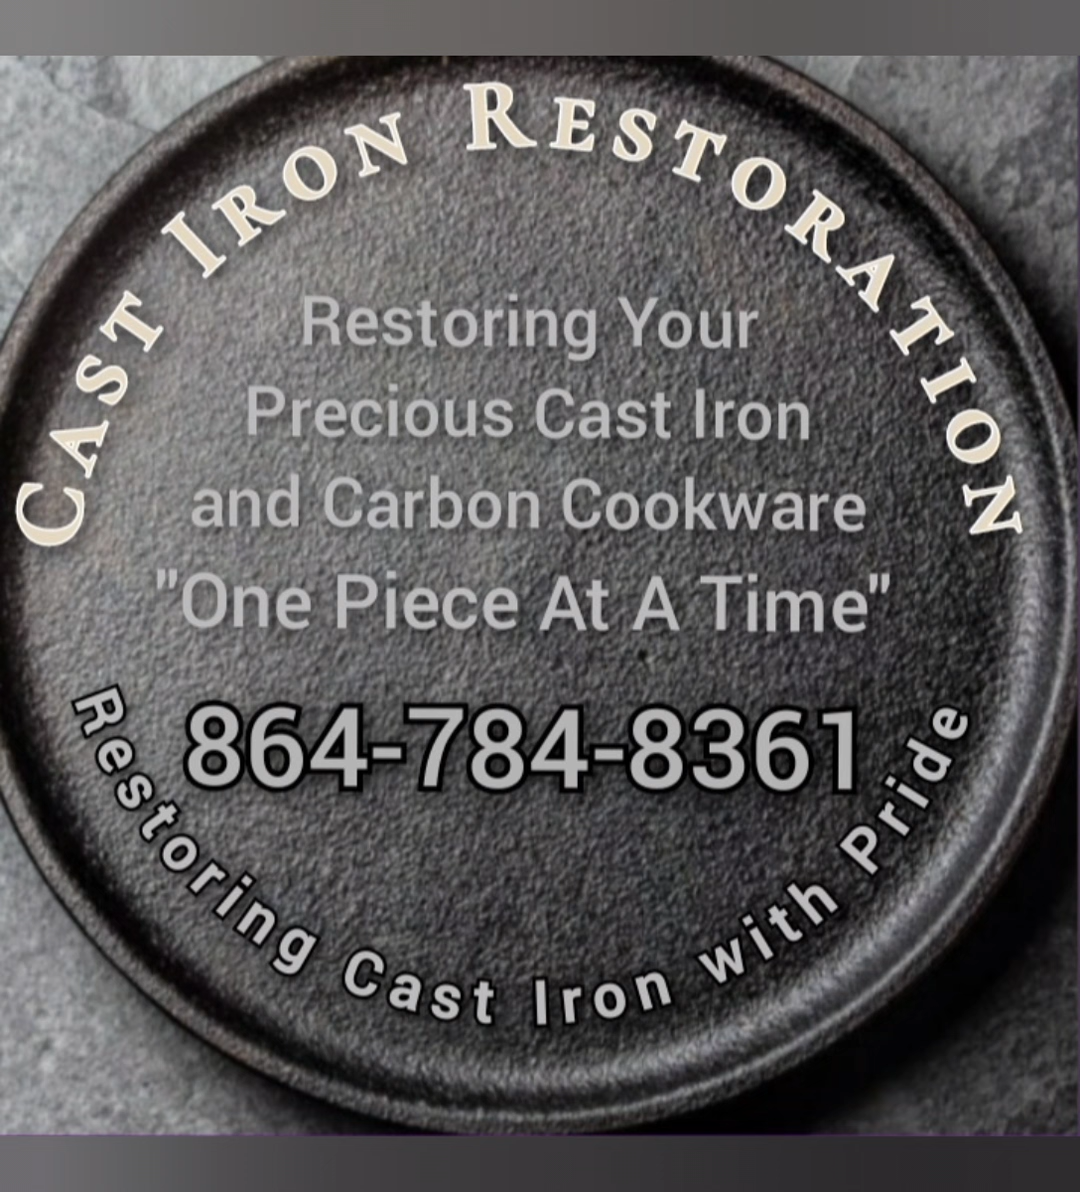 Cast Iron Restoration
Restoring Your
Precious Cast Iron
and Carbon Cookware
"One Piece At A Time"
864-784-8361
Restoring Cast Iron with Pride